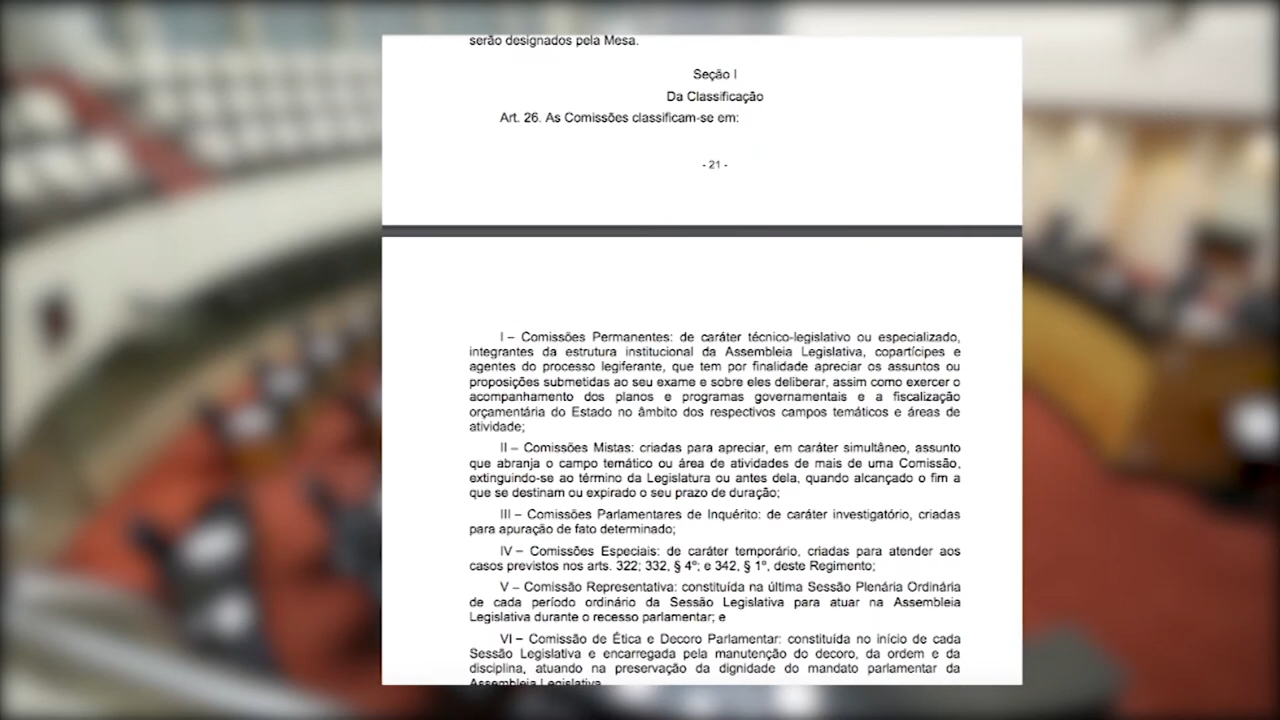 serão designados pela Mesa.
Seção I
Da Classificação
Art. 26. As Comissões classificam-se em:
- 21 -
I – Comissões Permanentes: de caráter técnico-legislativo ou especializado,
integrantes da estrutura institucional da Assembleia Legislativa, copartícipes e
agentes do processo legiferante, que tem por finalidade apreciar os assuntos ou
proposições submetidas ao seu exame e sobre eles deliberar, assim como exercer o
acompanhamento dos planos e programas governamentais e a fiscalização
orçamentária do Estado no âmbito dos respectivos campos temáticos e áreas de
atividade;
II – Comissões Mistas: criadas para apreciar, em caráter simultâneo, assunto
que abranja o campo temático ou área de atividades de mais de uma Comissão,
extinguindo-se ao término da Legislatura ou antes dela, quando alcançado o fim a
que se destinam ou expirado o seu prazo de duração;
III – Comissões Parlamentares de Inquérito: de caráter investigatório, criadas
para apuração de fato determinado;
IV – Comissões Especiais: de caráter temporário, criadas para atender aos
casos previstos nos arts. 322; 332, § 4º; e 342, § 1º, deste Regimento;
V – Comissão Representativa: constituída na última Sessão Plenária Ordinária
de cada período ordinário da Sessão Legislativa para atuar na Assembleia
Legislativa durante o recesso parlamentar; e
VI – Comissão de Ética e Decoro Parlamentar: constituída no início de cada
Sessão Legislativa e encarregada pela manutenção do decoro, da ordem e da
disciplina, atuando na preservação da dignidade do mandato parlamentar da
Assembleia Legislativa